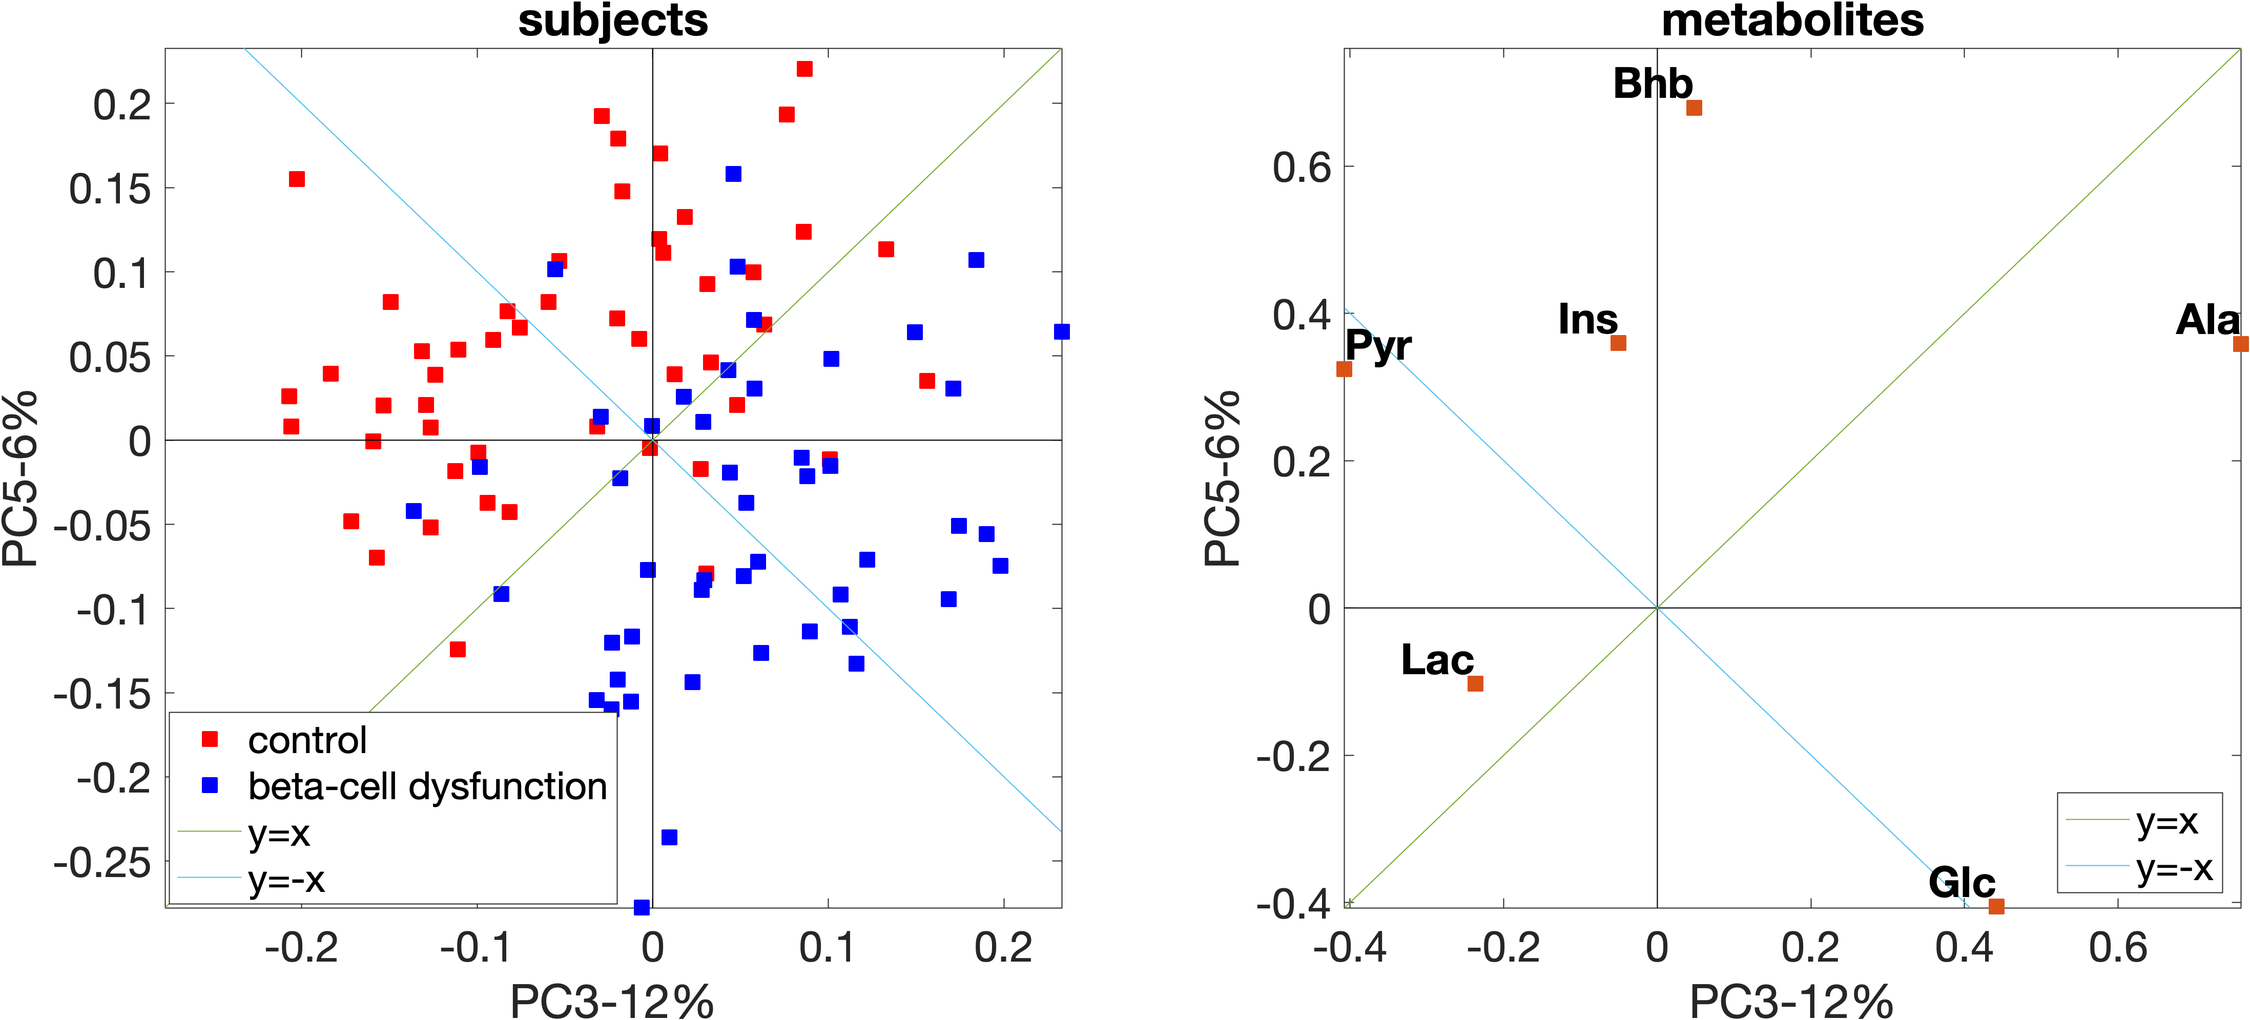 subjects
0.2
0.15
0.1
0.05
0
-0.05
-0.1
-0.15
-0.2
-0.25
PC5-6%
control
beta-cell dysfunction
y=x
y=-x
-0.2
-0.1
0
0.1
0.2
PC3-12%
metabolites
0.6
0.4
0.2
0
-0.2
-0.4
PC5-6%
Bhb
Ins
Ala
Pyr
Lac
Glc
y=x
y=-x
-0.4
-0.2
0
0.2
0.4
0.6
PC3-12%